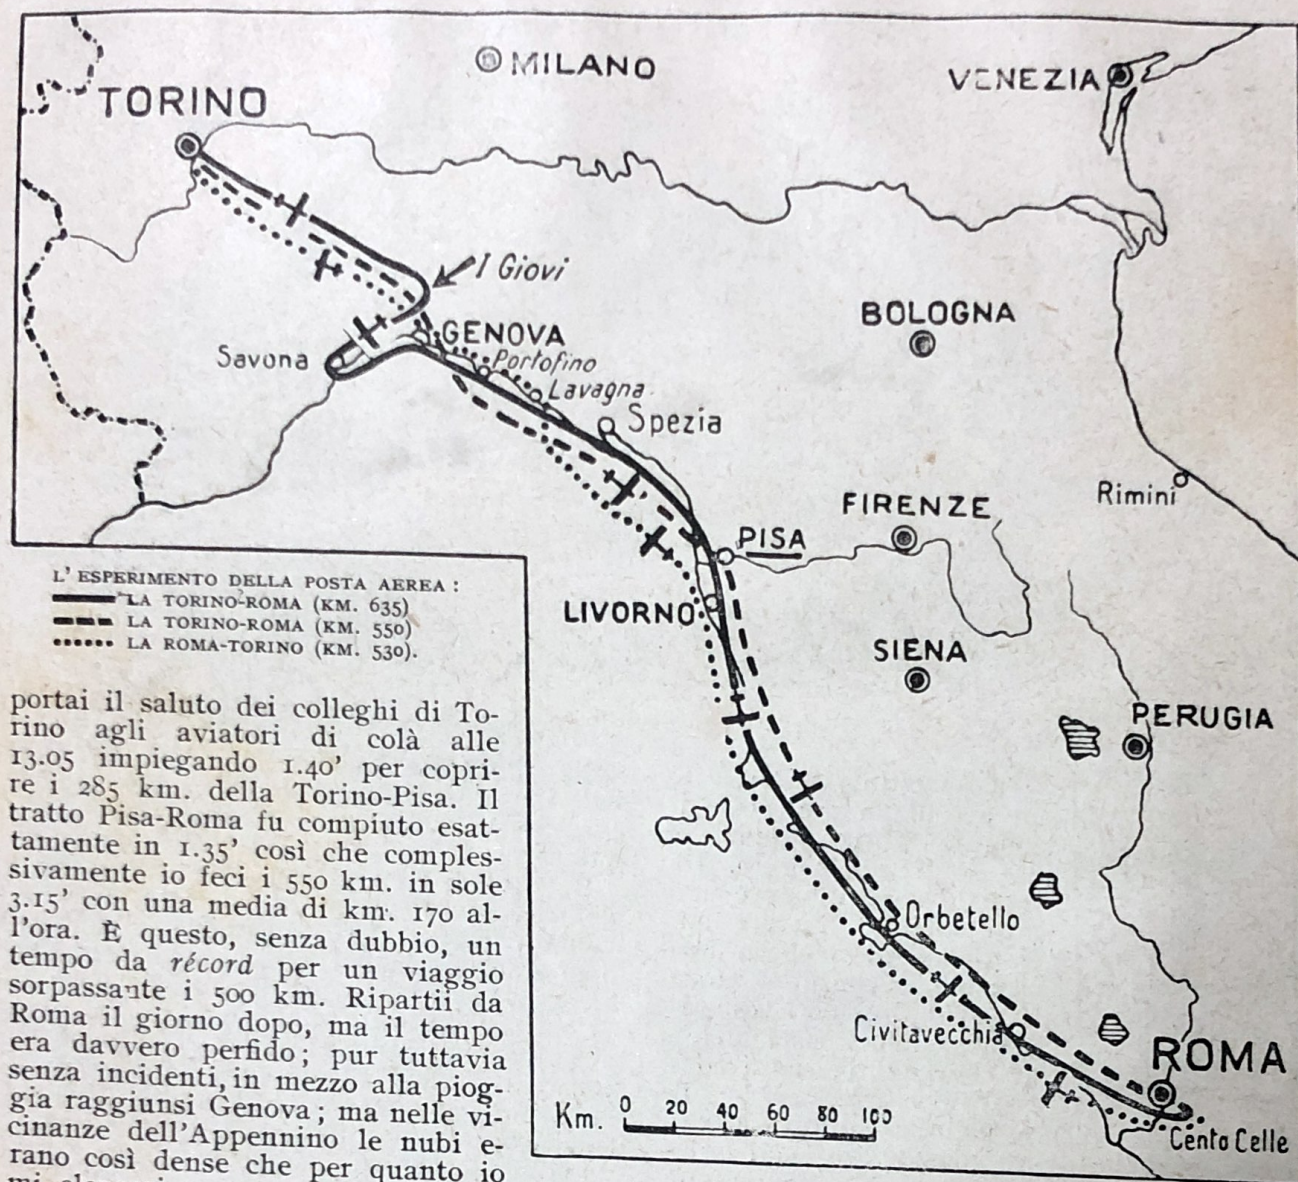 MILANO
VENEZIA
TORINO
I Giovi
BOLOGNA
GENOVA
Savona
Portofino
Lavagna
Spezia
Rimini
FIRENZE
PISA
LIVORNO
SIENA
PERUGIA
Orbetello
Civitavecchia
ROMA
Cento Celle
Km. 0 20 40 60 80 100
L'ESPERIMENTO DELLA POSTA AEREA:
LA TORINO-ROMA (KM. 635)
LA TORINO-ROMA (KM. 550)
LA ROMA-TORINO (KM. 530).
portai il saluto dei colleghi di To-
rino agli aviatori di colà alle
13.05 impiegando 1.40' per copri-
re i 285 km. della Torino-Pisa. Il
tratto Pisa-Roma fu compiuto esat-
tamente in 1.35' così che comples-
sivamente io feci i 550 km. in sole
3.15' con una media di km. 170 al-
l'ora. È questo, senza dubbio, un
tempo da récord per un viaggio
sorpassante i 500 km. Ripartii da
Roma il giorno dopo, ma il tempo
era davvero perfido; pur tuttavia
senza incidenti, in mezzo alla piog-
gia raggiunsi Genova; ma nelle vi-
cinanze dell'Appennino le nubi e-
rano così dense che per quanto io